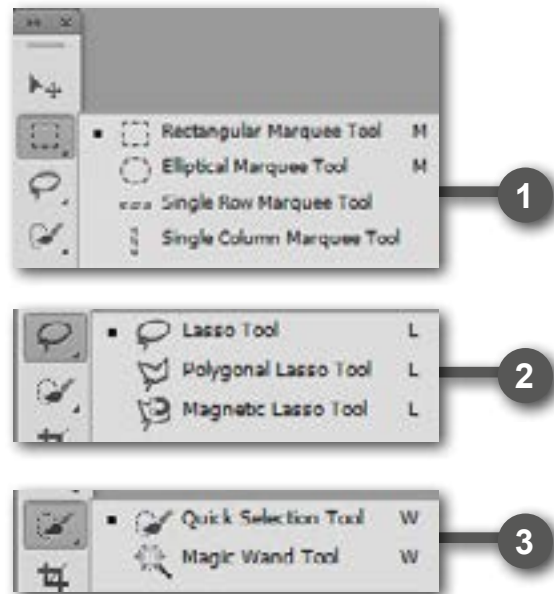 Rectangular Marquee Tool M
Elliptical Marquee Tool M
Single Row Marquee Tool
Single Column Marquee Tool
1
Lasso Tool L
Polygonal Lasso Tool L
Magnetic Lasso Tool L
2
Quick Selection Tool W
Magic Wand Tool W
3